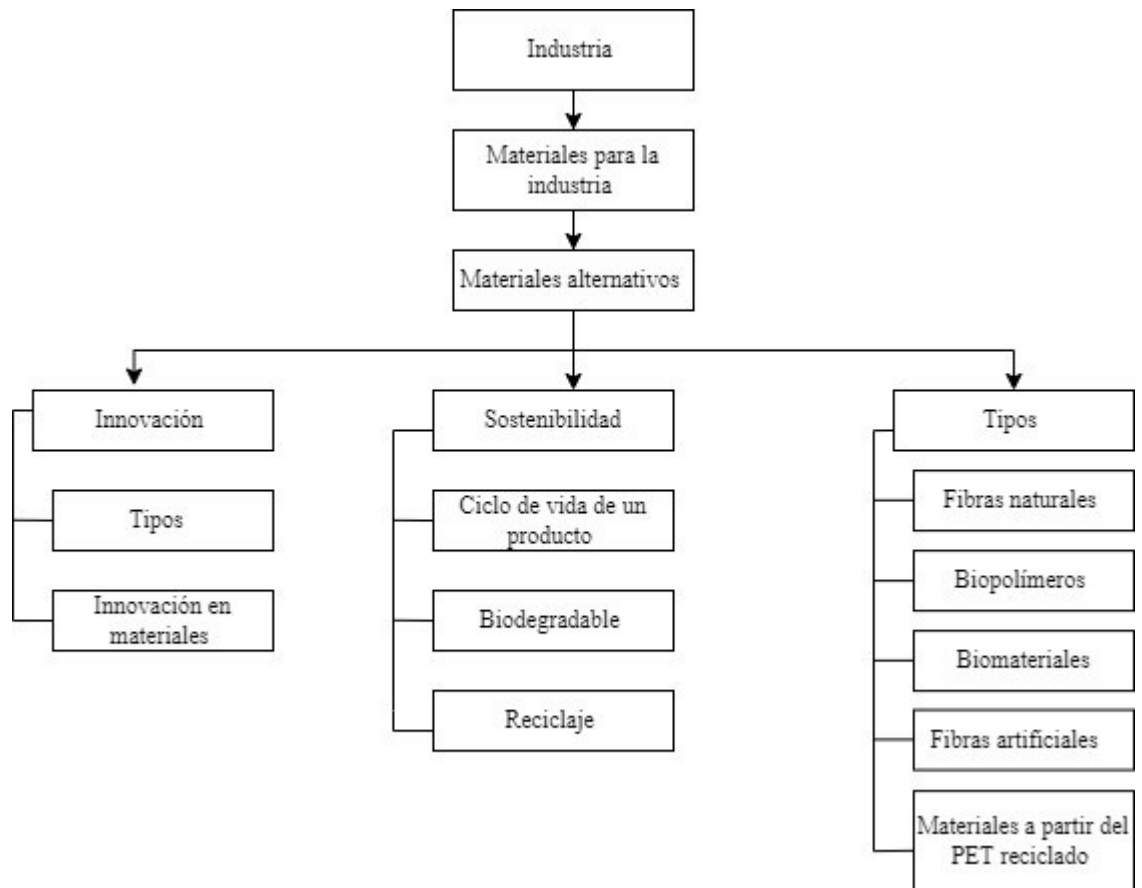 Industria
Materiales para la
industria
Materiales alternativos
Innovación
Tipos
Innovación en
materiales
Sostenibilidad
Ciclo de vida de un
producto
Biodegradable
Reciclaje
Tipos
Fibras naturales
Biopolímeros
Biomateriales
Fibras artificiales
Materiales a partir del
PET reciclado